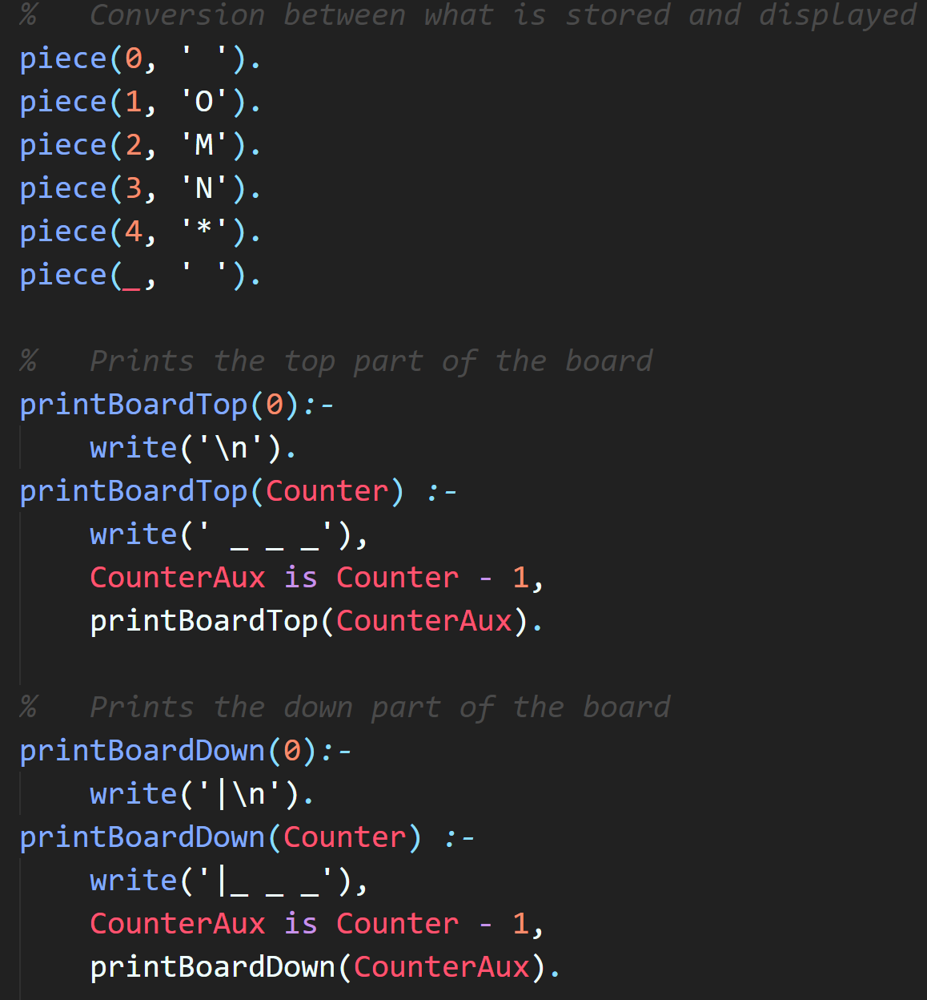 %   Conversion between what is stored and displayed
piece(0, ' ').
piece(1, 'O').
piece(2, 'M').
piece(3, 'N').
piece(4, '*').
piece(_, ' ').

%   Prints the top part of the board
printBoardTop(0):-
    write('\n').
printBoardTop(Counter) :-
    write(' _ _ _'),
    CounterAux is Counter - 1,
    printBoardTop(CounterAux).

%   Prints the down part of the board
printBoardDown(0):-
    write('|\n').
printBoardDown(Counter) :-
    write('|_ _ _'),
    CounterAux is Counter - 1,
    printBoardDown(CounterAux).